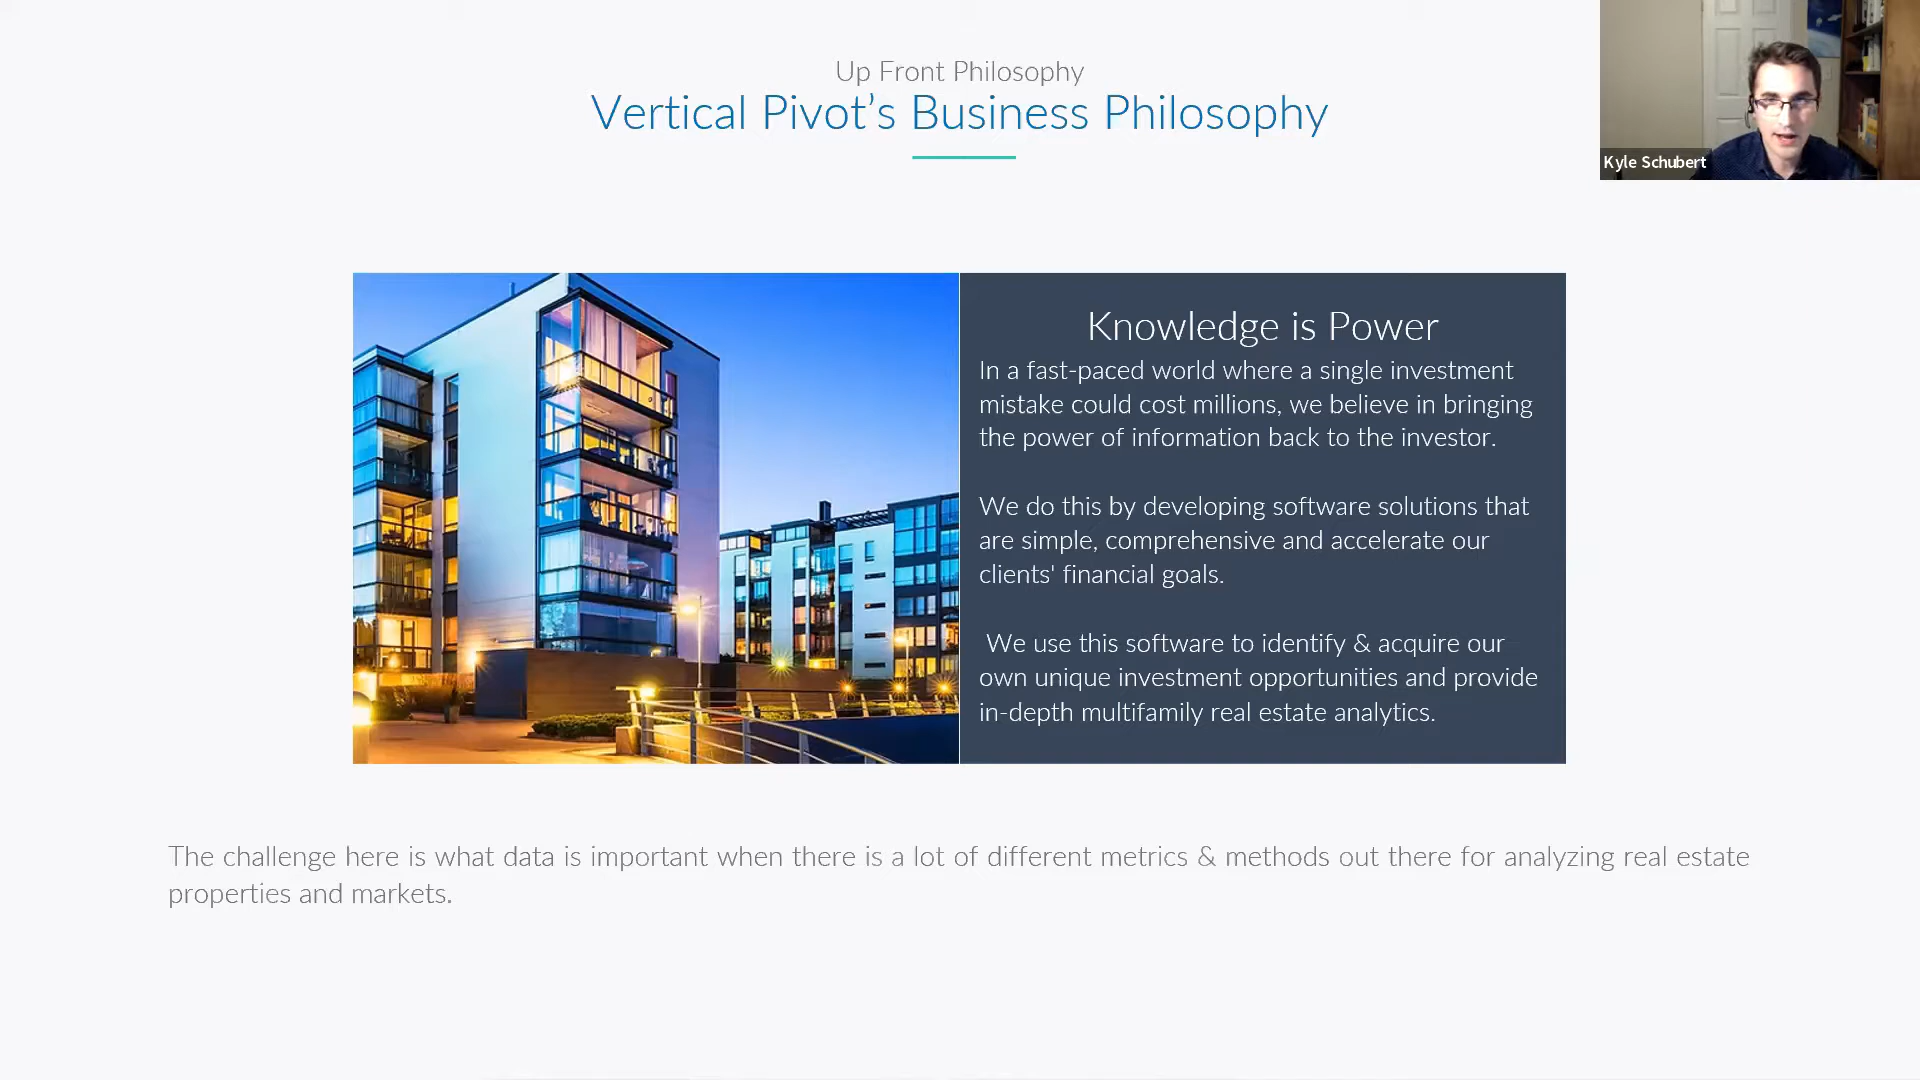 Up Front Philosophy
Vertical Pivot’s Business Philosophy
Kyle Schubert
Knowledge is Power
In a fast-paced world where a single investment
mistake could cost millions, we believe in bringing
the power of information back to the investor.
We do this by developing software solutions that
are simple, comprehensive and accelerate our
clients' financial goals.
We use this software to identify & acquire our
own unique investment opportunities and provide
in-depth multifamily real estate analytics.
The challenge here is what data is important when there is a lot of different metrics & methods out there for analyzing real estate
properties and markets.